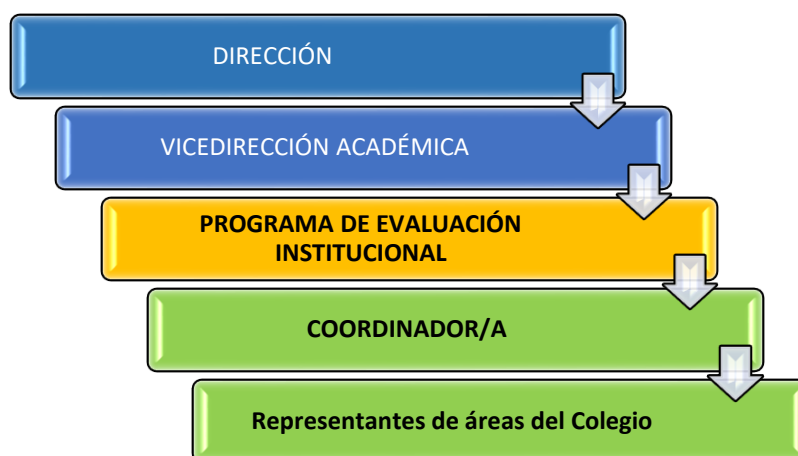 DIRECCIÓN
VICEDIRECCIÓN ACADÉMICA
PROGRAMA DE EVALUACIÓN
INSTITUCIONAL
COORDINADOR/A
Representantes de áreas del Colegio